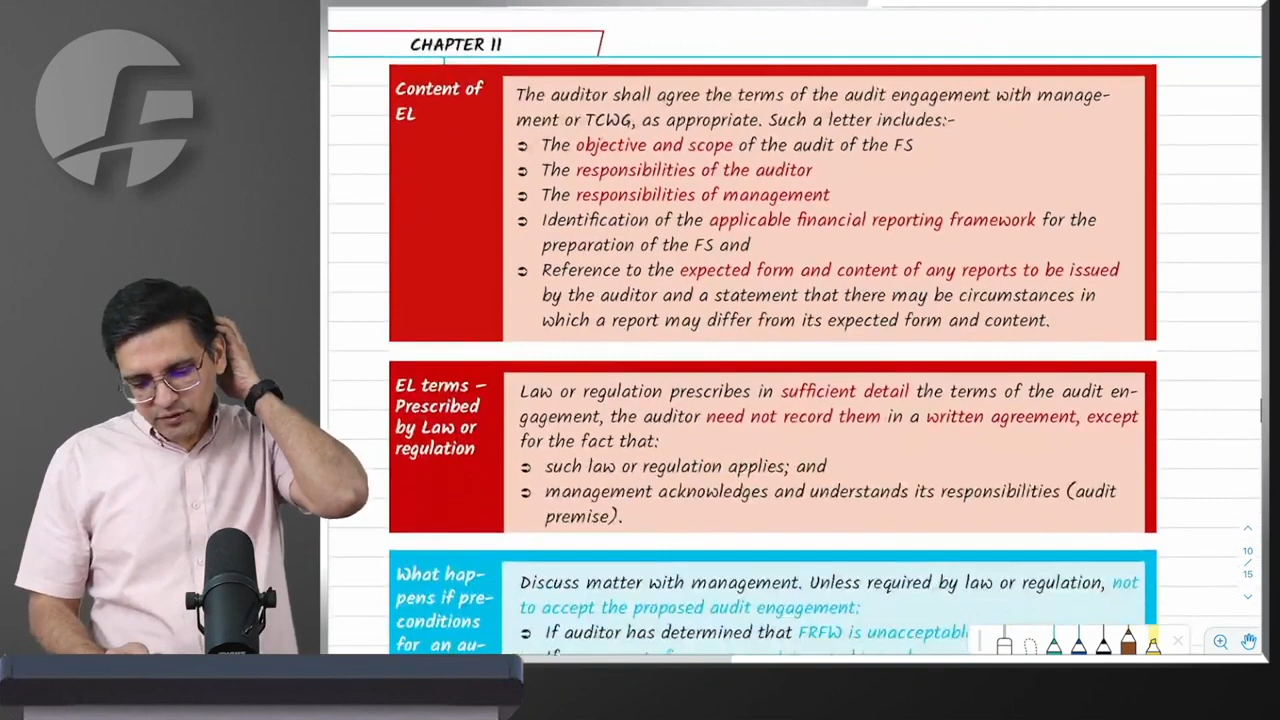 CHAPTER 11
Content of
EL
The auditor shall agree the terms of the audit engagement with manage-
ment or TCWG, as appropriate. Such a letter includes:-
➲ The objective and scope of the audit of the FS
➲ The responsibilities of the auditor
➲ The responsibilities of management
➲ Identification of the applicable financial reporting framework for the
preparation of the FS and
➲ Reference to the expected form and content of any reports to be issued
by the auditor and a statement that there may be circumstances in
which a report may differ from its expected form and content.
EL terms –
Prescribed
by Law or
regulation
Law or regulation prescribes in sufficient detail the terms of the audit en-
gagement, the auditor need not record them in a written agreement, except
for the fact that:
➲ such law or regulation applies; and
➲ management acknowledges and understands its responsibilities (audit
premise).
What hap-
pens if pre-
conditions
for an au-
Discuss matter with management. Unless required by law or regulation, not
to accept the proposed audit engagement:
➲ If auditor has determined that FRFW is unacceptabl
10
/
15